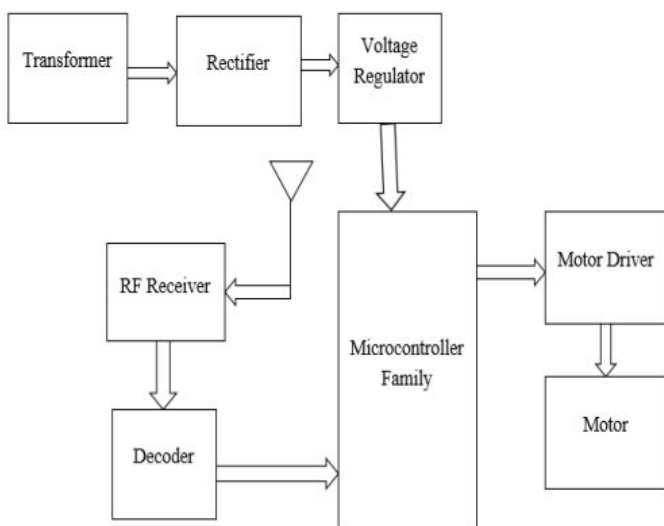 Transformer
Rectifier
Voltage
Regulator
RF Receiver
Motor Driver
Microcontroller
Family
Decoder
Motor